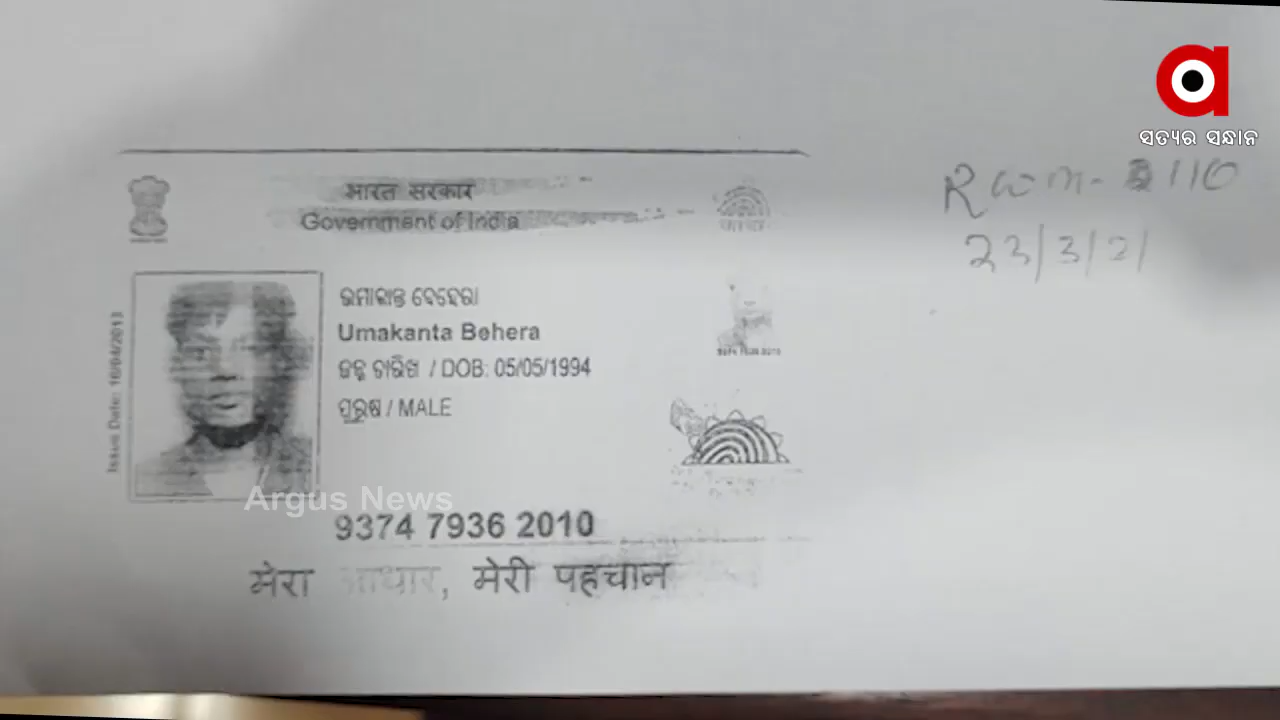 ସତ୍ୟର ସନ୍ଧାନ
भारत सरकार
Government of India
ଉମାକାନ୍ତ ବେହେରା
Umakanta Behera
ଜନ୍ମ ତାରିଖ / DOB: 05/05/1994
ପୁରୁଷ / MALE
Issue Date: 16/04/2013
Argus News
9374 7936 2010
मेरा आधार, मेरी पहचान
110
23/3/21